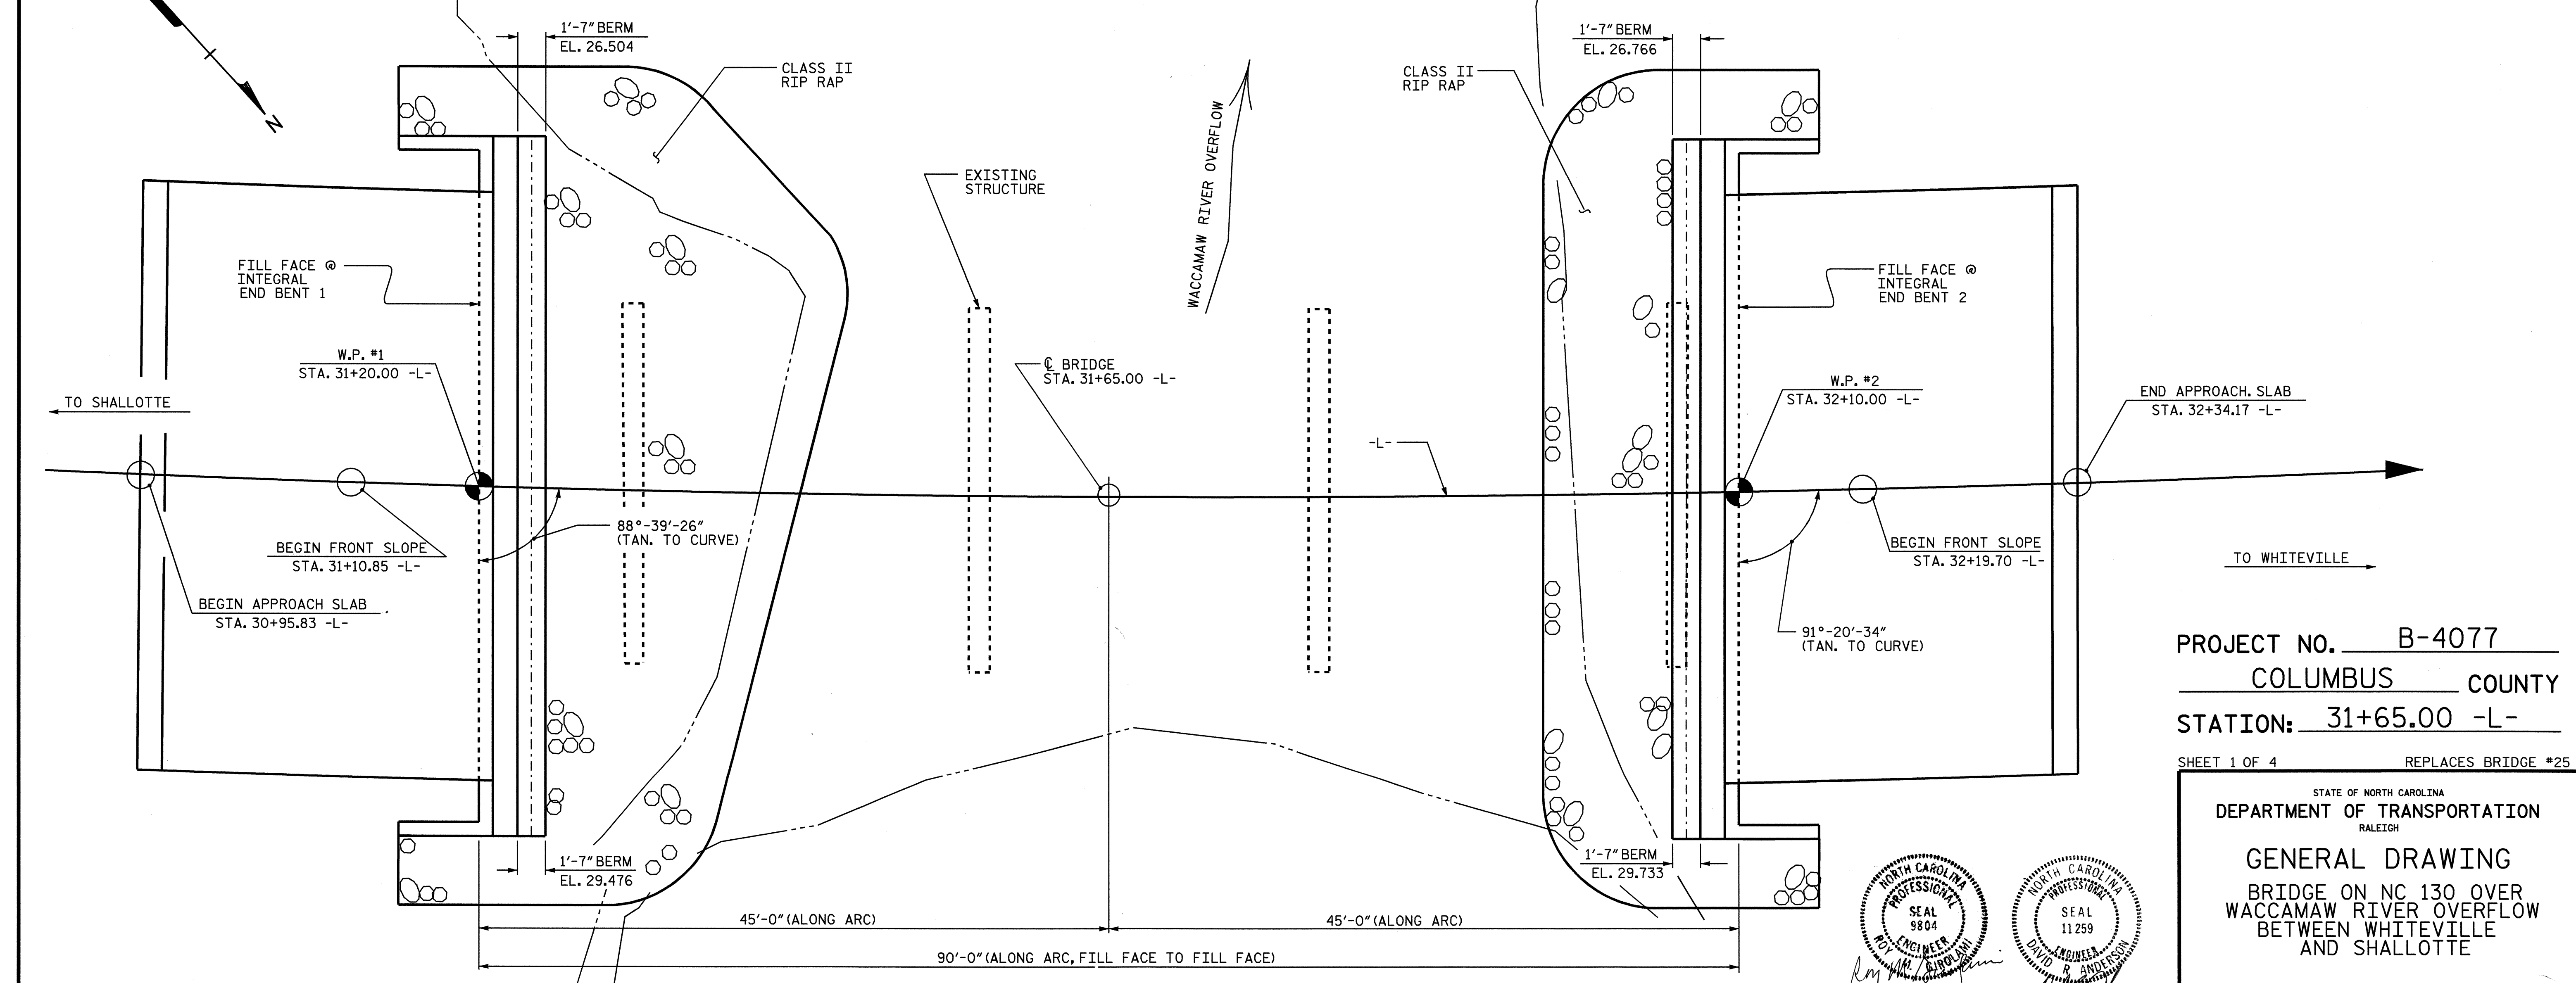 1'-7" BERM
EL. 26.504
N
CLASS II
RIP RAP
1'-7" BERM
EL. 26.766
CLASS II
RIP RAP
EXISTING
STRUCTURE
WACCAMAW RIVER OVERFLOW
FILL FACE @
INTEGRAL
END BENT 1
FILL FACE @
INTEGRAL
END BENT 2
W.P. #1
STA. 31+20.00 -L-
℄ BRIDGE
STA. 31+65.00 -L-
W.P. #2
STA. 32+10.00 -L-
END APPROACH. SLAB
STA. 32+34.17 -L-
TO SHALLOTTE
-L-
88°-39'-26"
(TAN. TO CURVE)
BEGIN FRONT SLOPE
STA. 31+10.85 -L-
BEGIN APPROACH SLAB
STA. 30+95.83 -L-
BEGIN FRONT SLOPE
STA. 32+19.70 -L-
TO WHITEVILLE
91°-20'-34"
(TAN. TO CURVE)
1'-7" BERM
EL. 29.476
1'-7" BERM
EL. 29.733
45'-0" (ALONG ARC)
45'-0" (ALONG ARC)
90'-0" (ALONG ARC, FILL FACE TO FILL FACE)
PROJECT NO. B-4077
COLUMBUS COUNTY
STATION: 31+65.00 -L-
SHEET 1 OF 4 REPLACES BRIDGE #25
STATE OF NORTH CAROLINA
DEPARTMENT OF TRANSPORTATION
RALEIGH
GENERAL DRAWING
BRIDGE ON NC 130 OVER
WACCAMAW RIVER OVERFLOW
BETWEEN WHITEVILLE
AND SHALLOTTE
NORTH CAROLINA
PROFESSIONAL
SEAL
9804
ENGINEER
ROY M. GIROLAMI
NORTH CAROLINA
PROFESSIONAL
SEAL
11259
ENGINEER
DAVID R. ANDERSON